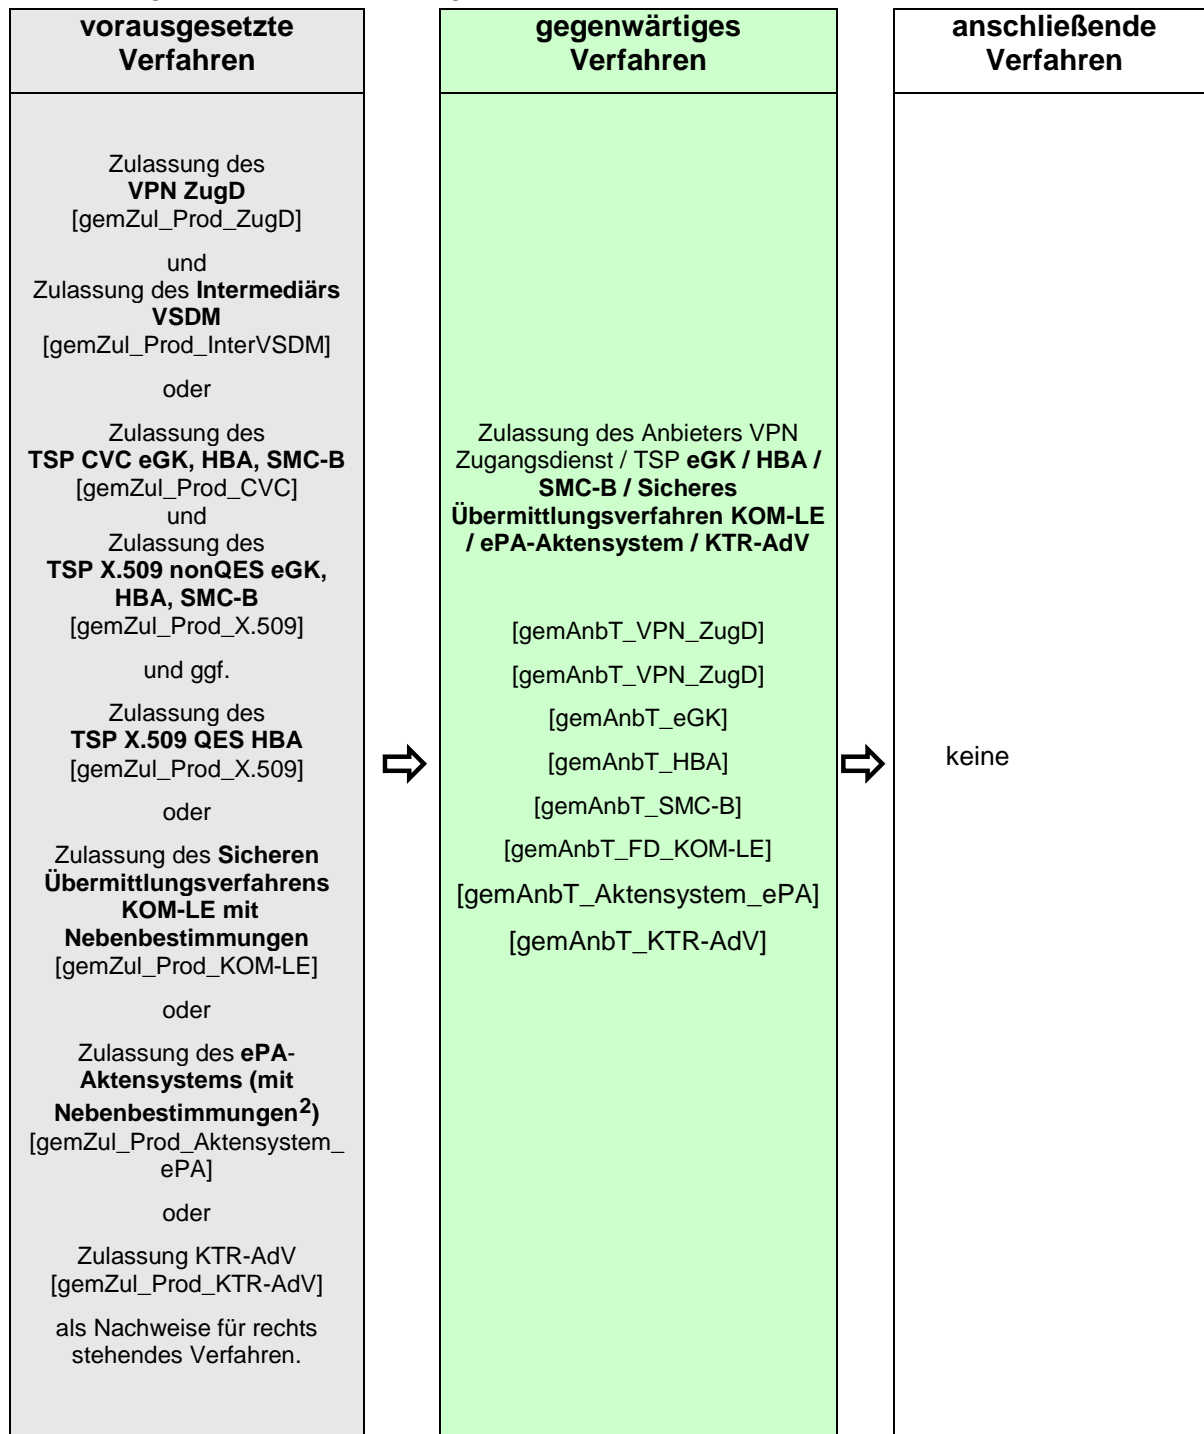 vorausgesetzte
Verfahren
Zulassung des
VPN ZugD
[gemZul_Prod_ZugD]
und
Zulassung des Intermediärs
VSDM
[gemZul_Prod_InterVSDM]
oder
Zulassung des
TSP CVC eGK, HBA, SMC-B
[gemZul_Prod_CVC]
und
Zulassung des
TSP X.509 nonQES eGK,
HBA, SMC-B
[gemZul_Prod_X.509]
und ggf.
Zulassung des
TSP X.509 QES HBA
[gemZul_Prod_X.509]
oder
Zulassung des Sicheren
Übermittlungsverfahrens
KOM-LE mit
Nebenbestimmungen
[gemZul_Prod_KOM-LE]
oder
Zulassung des ePA-
Aktensystems (mit
Nebenbestimmungen2)
[gemZul_Prod_Aktensystem_
ePA]
oder
Zulassung KTR-AdV
[gemZul_Prod_KTR-AdV]
als Nachweise für rechts
stehendes Verfahren.
gegenwärtiges
Verfahren
Zulassung des Anbieters VPN
Zugangsdienst / TSP eGK / HBA /
SMC-B / Sicheres
Übermittlungsverfahren KOM-LE
/ ePA-Aktensystem / KTR-AdV
[gemAnbT_VPN_ZugD]
[gemAnbT_VPN_ZugD]
[gemAnbT_eGK]
[gemAnbT_HBA]
[gemAnbT_SMC-B]
[gemAnbT_FD_KOM-LE]
[gemAnbT_Aktensystem_ePA]
[gemAnbT_KTR-AdV]
anschließende
Verfahren
keine